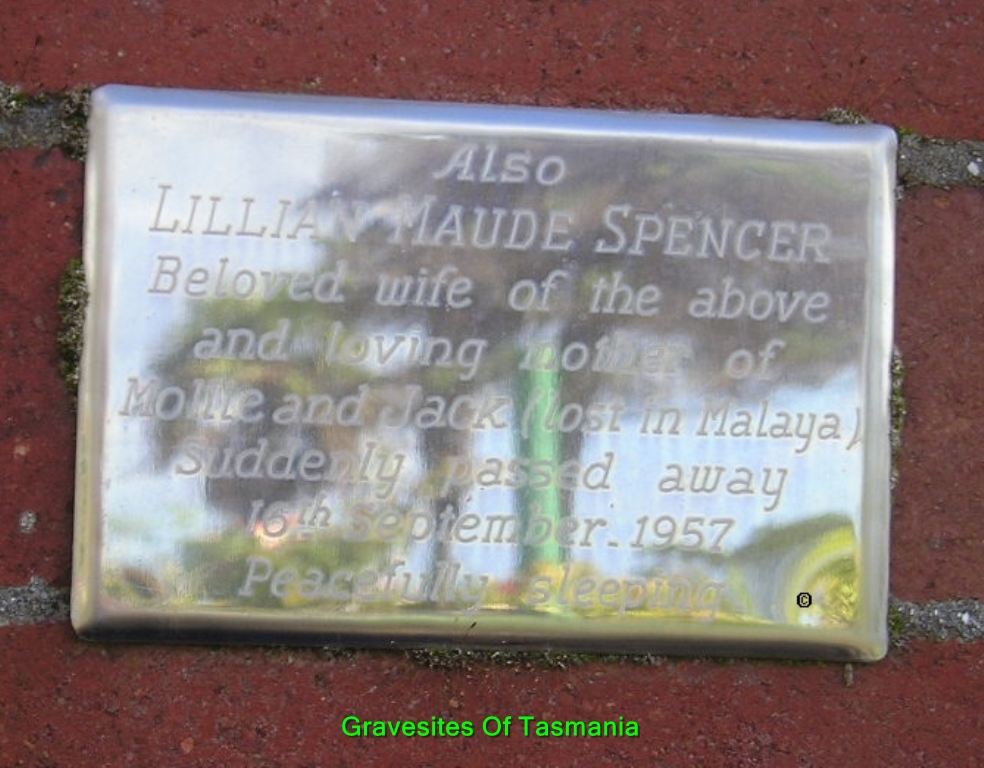 Also
LILLIAN MAUDE SPENCER
Beloved wife of the above
and loving mother of
Mollie and Jack (lost in Malaya)
Suddenly passed away
16th September. 1957
Peacefully sleeping
©
Gravesites Of Tasmania